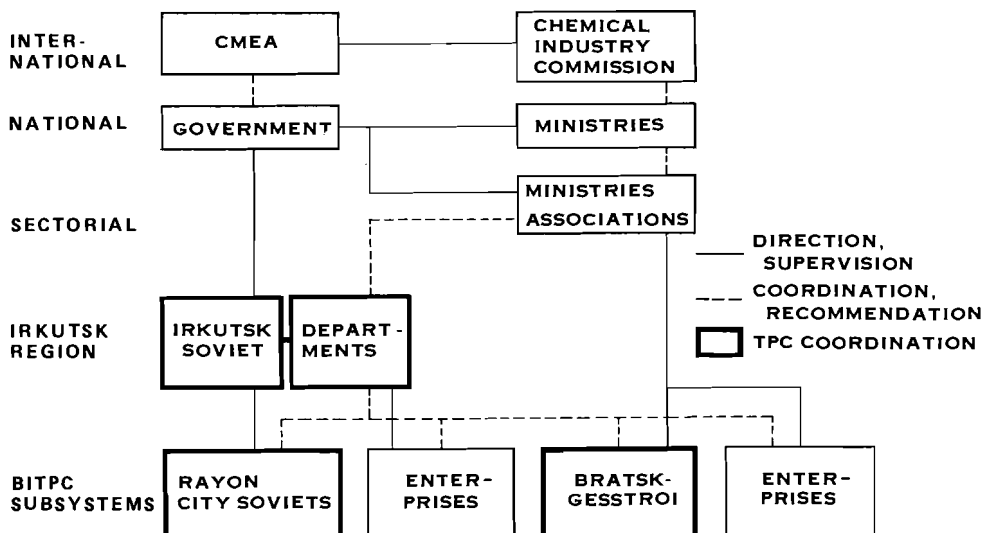 INTER-
NATIONAL
CMEA
CHEMICAL
INDUSTRY
COMMISSION
NATIONAL
GOVERNMENT
MINISTRIES
SECTORIAL
MINISTRIES
ASSOCIATIONS
DIRECTION,
SUPERVISION
COORDINATION,
RECOMMENDATION
TPC COORDINATION
IRKUTSK
REGION
IRKUTSK
SOVIET
DEPART-
MENTS
BITPC
SUBSYSTEMS
RAYON
CITY SOVIETS
ENTER-
PRISES
BRATSK-
GESSTROI
ENTER-
PRISES